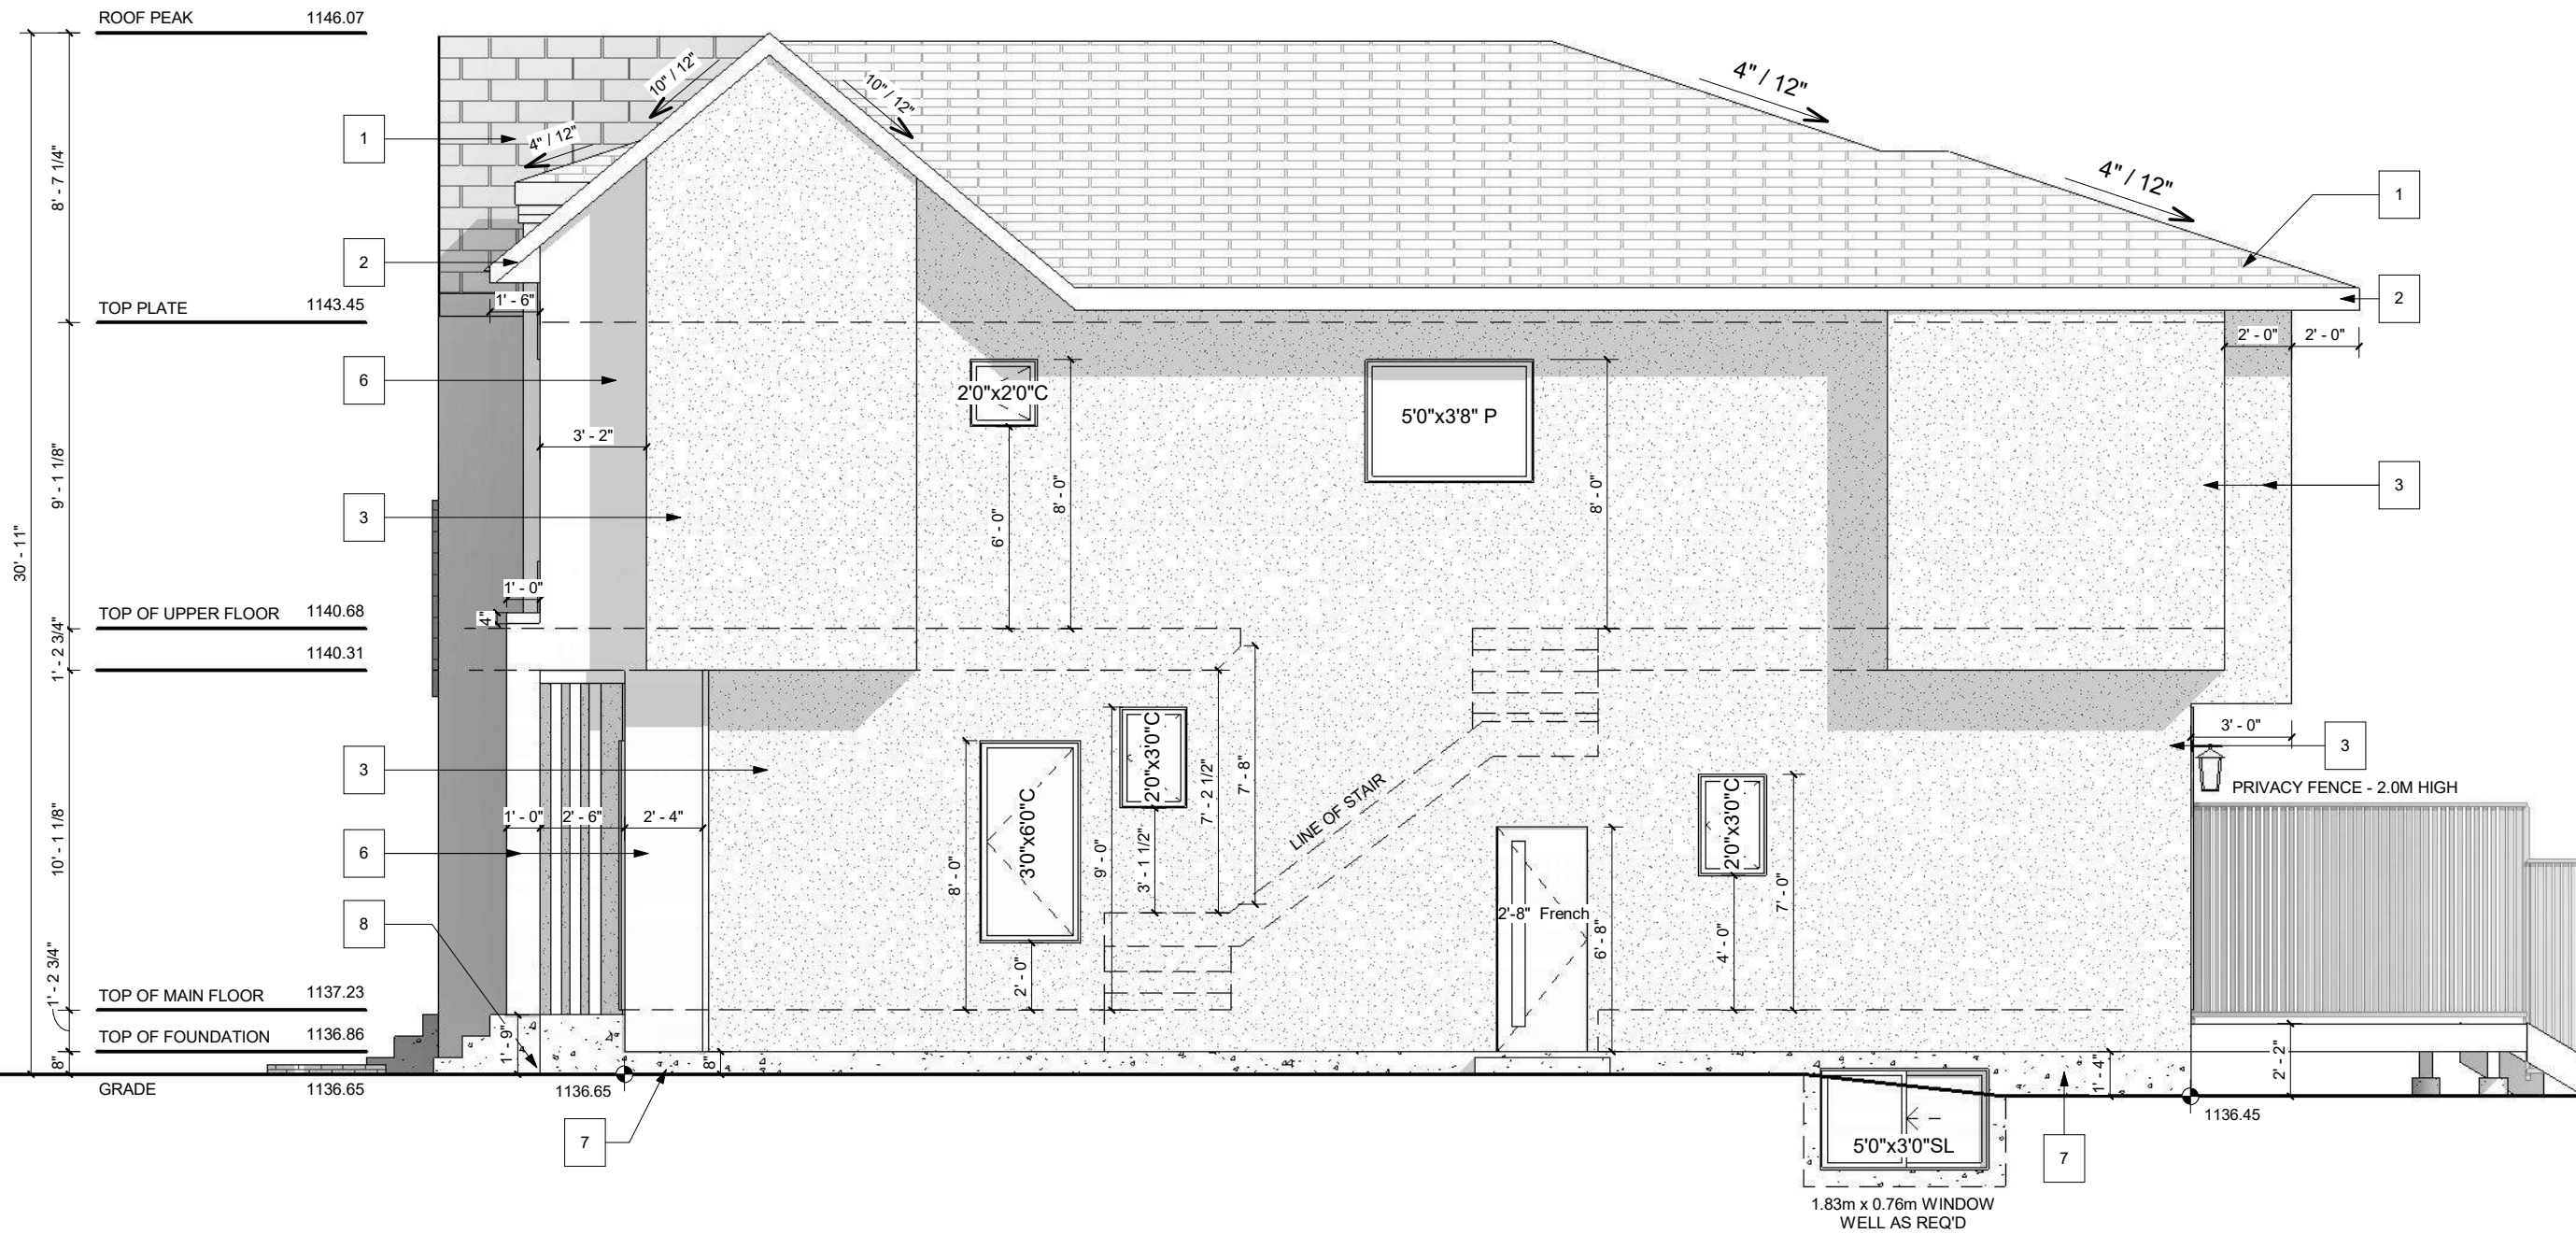 ROOF PEAK 1146.07
10" / 12"
10" / 12"
4" / 12"
1
4" / 12"
8' - 7 1/4"
4" / 12"
1
2
2
TOP PLATE 1143.45
1' - 6"
2' - 0"
2' - 0"
6
2'0"x2'0"C
5'0"x3'8" P
3' - 2"
9' - 1 1/8"
3
3
6' - 0"
8' - 0"
8' - 0"
30' - 11"
1' - 0"
4"
TOP OF UPPER FLOOR 1140.68
1' - 2 3/4"
1140.31
2'0"x3'0"C
3' - 0"
3
3
PRIVACY FENCE - 2.0M HIGH
7' - 2 1/2"
7' - 8"
LINE OF STAIR
1' - 0"
2' - 6"
2' - 4"
10' - 1 1/8"
6
8' - 0"
3'0"x6'0"C
9' - 0"
3' - 1 1/2"
2'0"x3'0"C
7' - 0"
4' - 0"
2'-8" French
6' - 8"
8
2' - 0"
1' - 2 3/4"
TOP OF MAIN FLOOR 1137.23
TOP OF FOUNDATION 1136.86
8"
1' - 9"
8"
1' - 4"
2' - 2"
GRADE 1136.65
1136.65
1136.45
7
5'0"x3'0"SL
7
1.83m x 0.76m WINDOW
WELL AS REQ'D